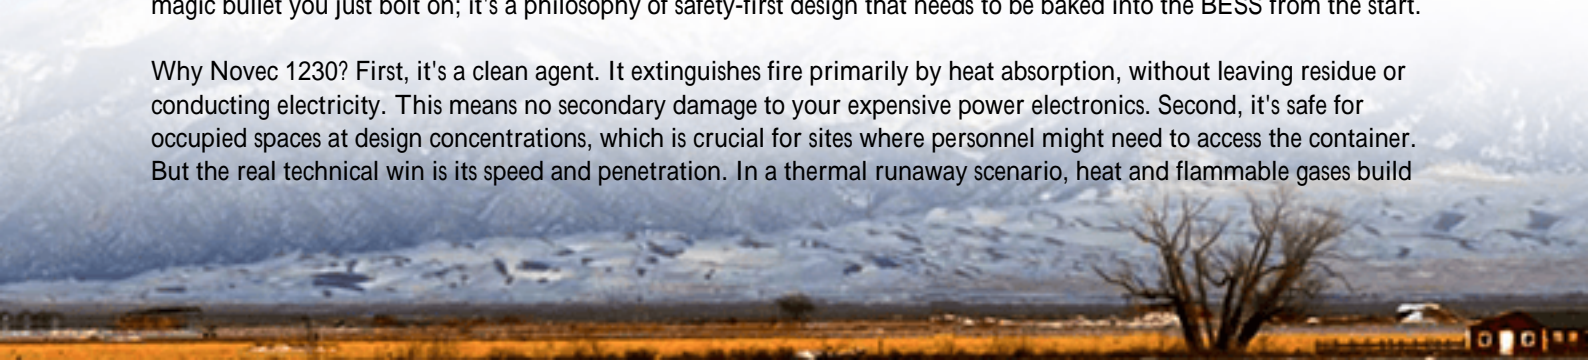 magic bullet you just bolt on; it's a philosophy of safety-first design that needs to be baked into the BESS from the start.
Why Novec 1230? First, it's a clean agent. It extinguishes fire primarily by heat absorption, without leaving residue or
conducting electricity. This means no secondary damage to your expensive power electronics. Second, it's safe for
occupied spaces at design concentrations, which is crucial for sites where personnel might need to access the container.
But the real technical win is its speed and penetration. In a thermal runaway scenario, heat and flammable gases build